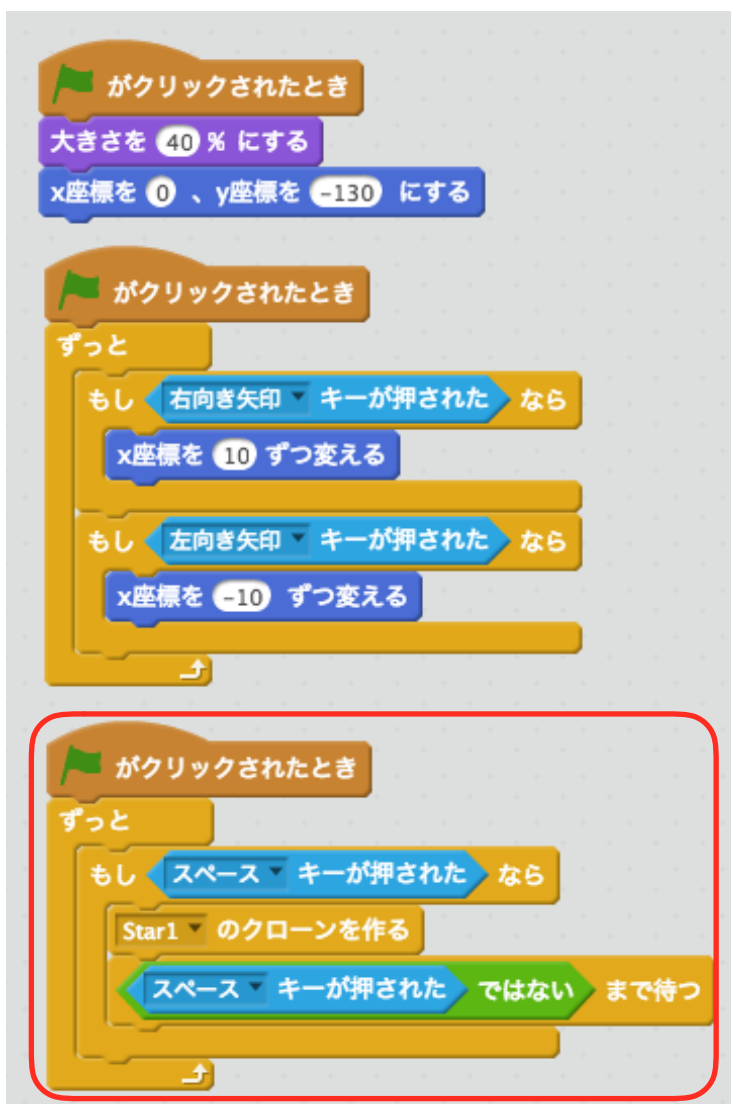 がクリックされたとき
大きさを 40 % にする
x座標を 0 、y座標を -130 にする
がクリックされたとき
ずっと
もし 右向き矢印 キーが押された なら
x座標を 10 ずつ変える
もし 左向き矢印 キーが押された なら
x座標を -10 ずつ変える
がクリックされたとき
ずっと
もし スペース キーが押された なら
Star1 のクローンを作る
スペース キーが押された ではない まで待つ